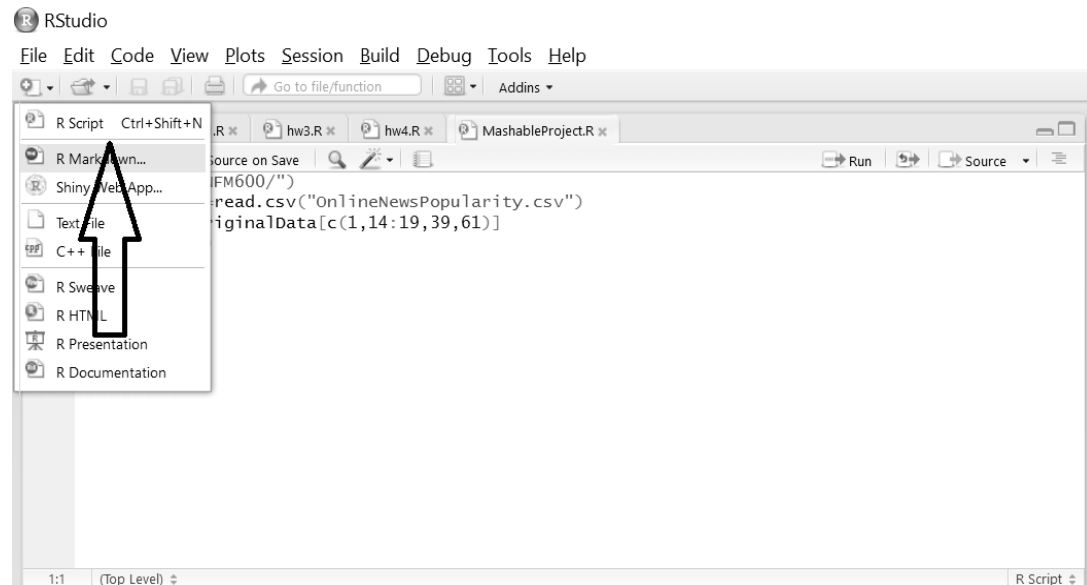 RStudio
File Edit Code View Plots Session Build Debug Tools Help
Go to file/function Addins
R Script Ctrl+Shift+N
.R hw3.R hw4.R MashableProject.R
R Markdown...
Source on Save Run Source
Shiny Web App...
NFM600/")
read.csv("OnlineNewsPopularity.csv")
Text File
riginalData[c(1,14:19,39,61)]
C++ File
R Sweave
R HTML
R Presentation
R Documentation
1:1 (Top Level) R Script